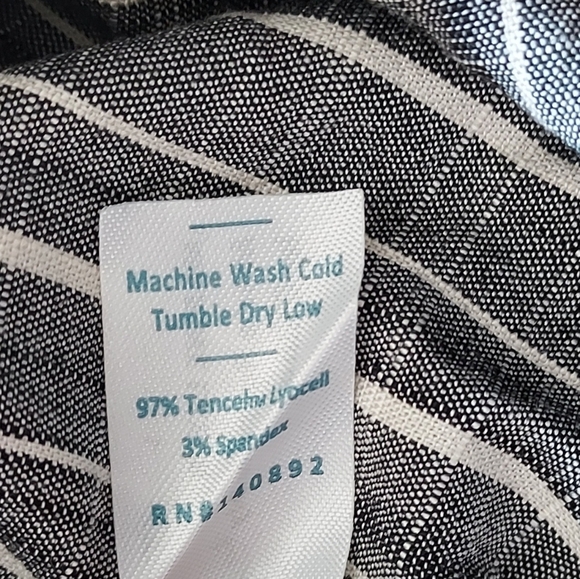 Machine Wash Cold
Tumble Dry Low
97% Tencel™ Lyocell
3% Spandex
RN# 140892